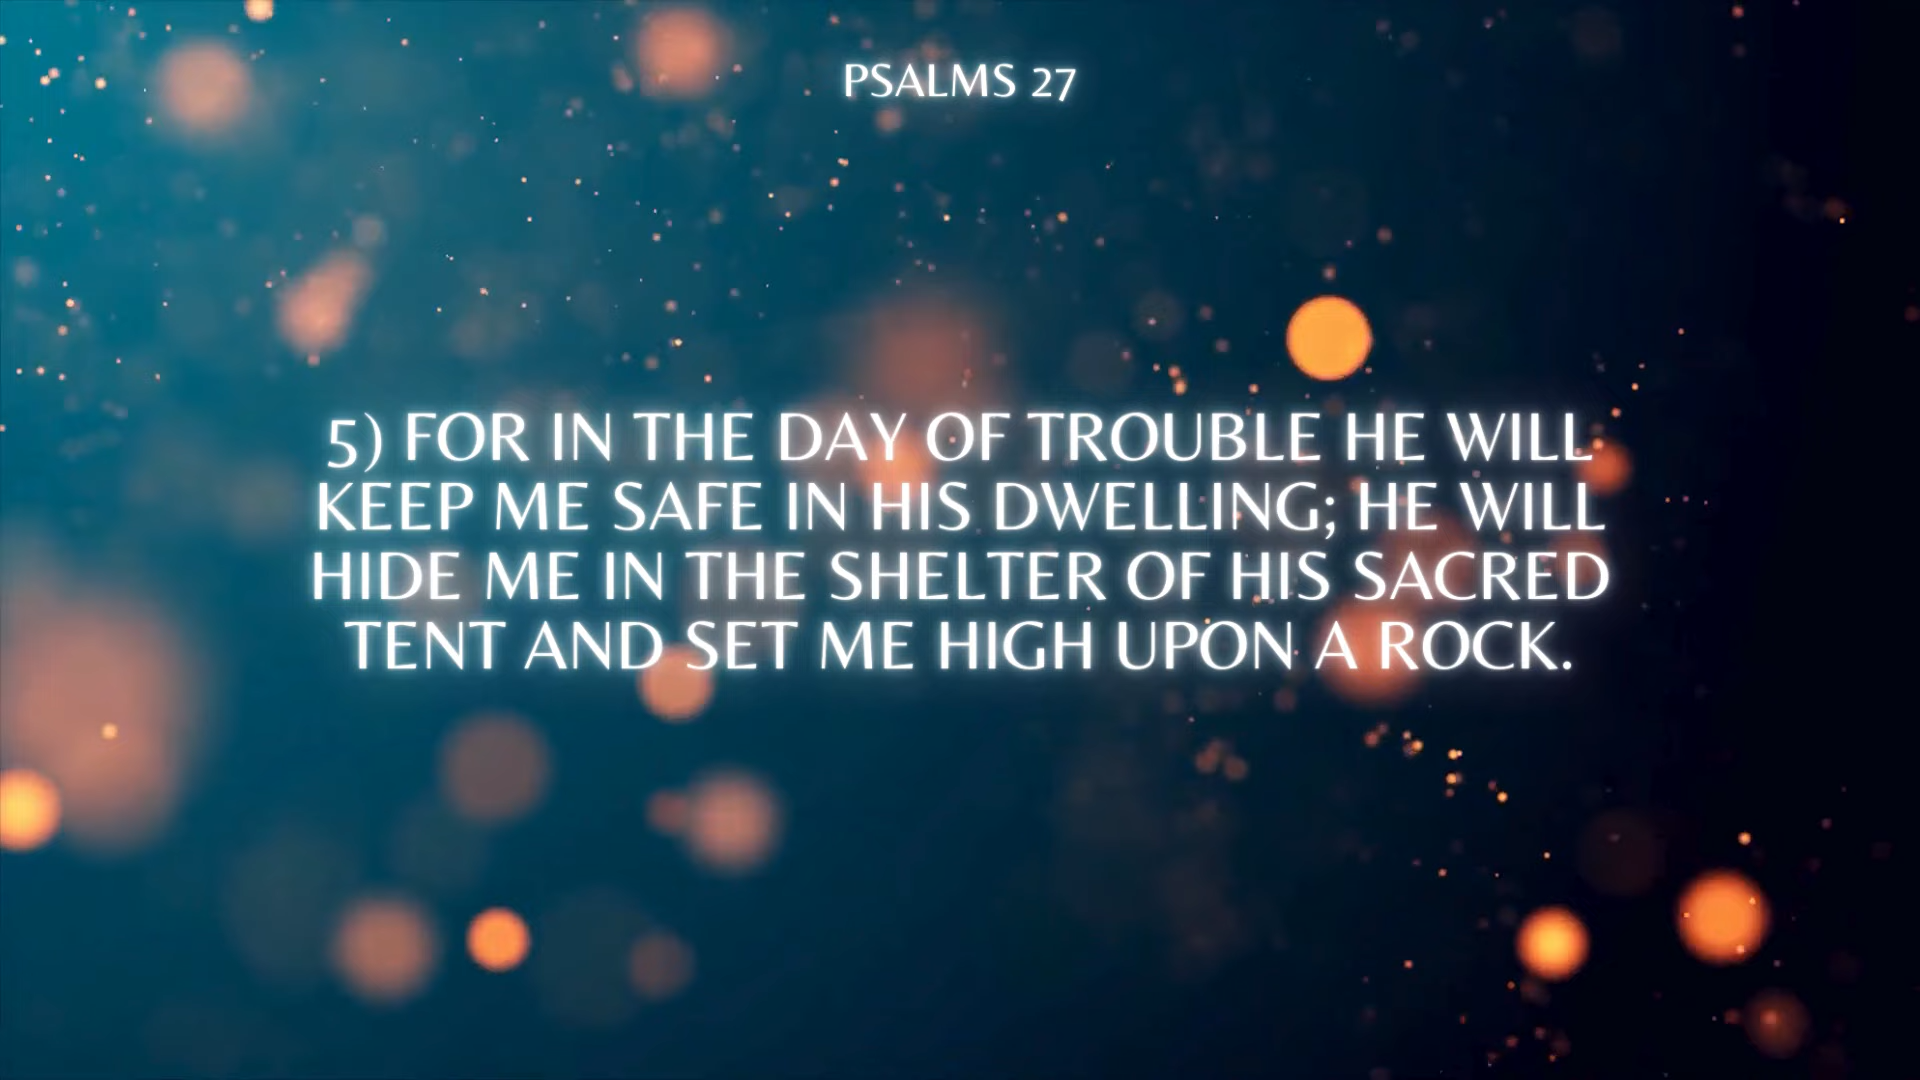 PSALMS 27
5) FOR IN THE DAY OF TROUBLE HE WILL
KEEP ME SAFE IN HIS DWELLING; HE WILL
HIDE ME IN THE SHELTER OF HIS SACRED
TENT AND SET ME HIGH UPON A ROCK.